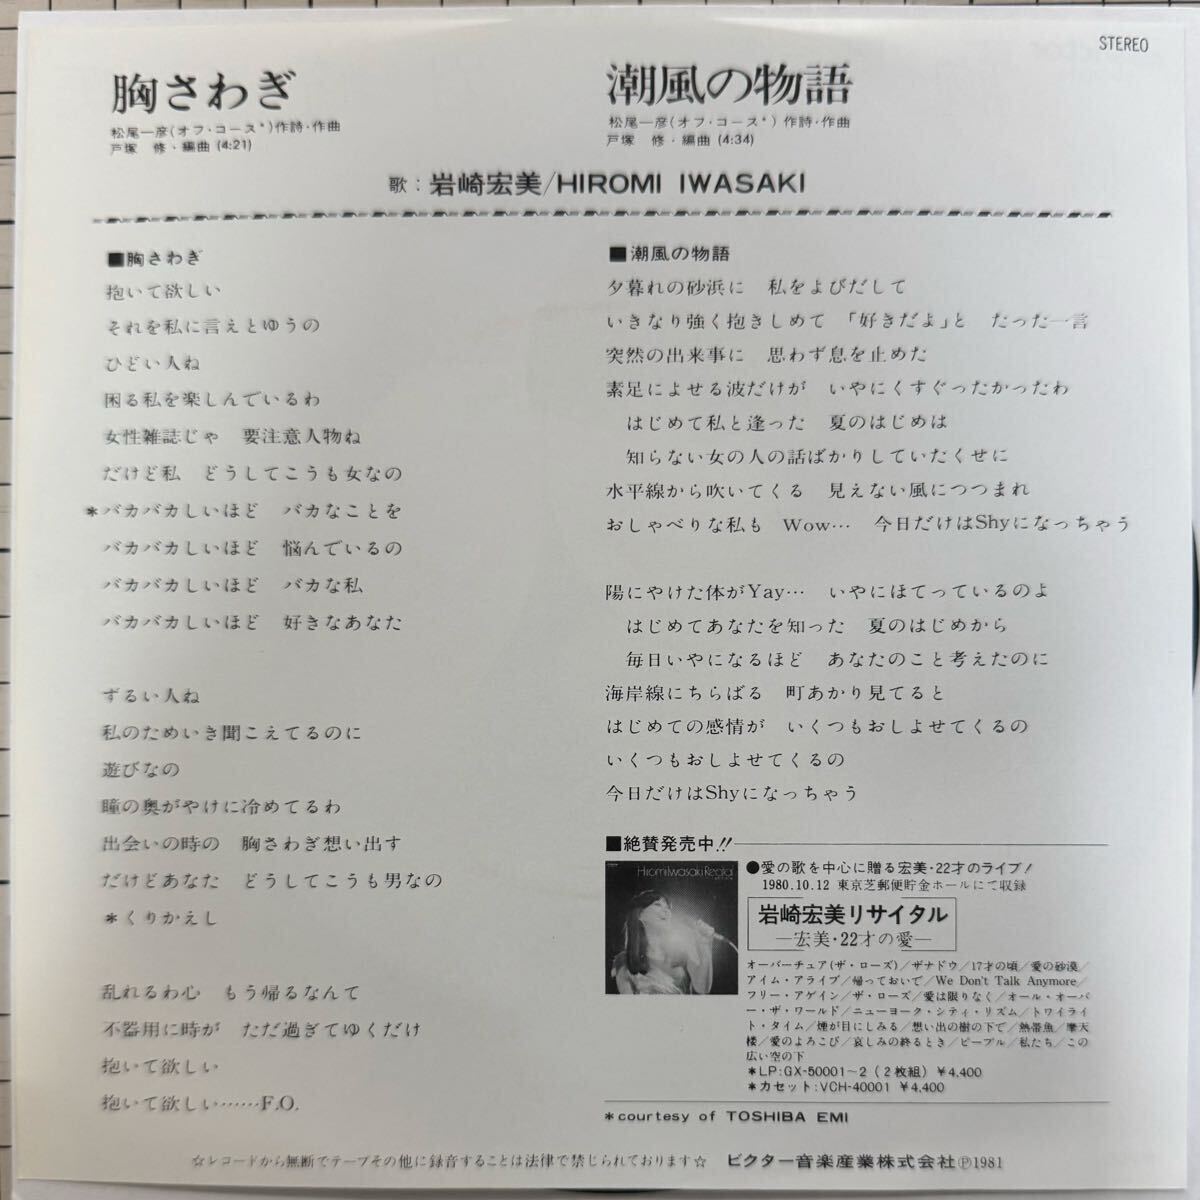 STEREO
胸さわぎ
松尾一彦(オフ・コース*)作詩・作曲
戸塚 修・編曲 (4:21)
潮風の物語
松尾一彦(オフ・コース*)作詩・作曲
戸塚 修・編曲 (4:34)
歌：岩崎宏美/HIROMI IWASAKI
■胸さわぎ
抱いて欲しい
それを私に言えとゆうの
ひどい人ね
困る私を楽しんでいるわ
女性雑誌じゃ 要注意人物ね
だけど私 どうしてこうも女なの
*バカバカしいほど バカなことを
バカバカしいほど 悩んでいるの
バカバカしいほど バカな私
バカバカしいほど 好きなあなた
ずるい人ね
私のためいき聞こえてるのに
遊びなの
瞳の奥がやけに冷めてるわ
出会いの時の 胸さわぎ想い出す
だけどあなた どうしてこうも男なの
*くりかえし
乱れるわ心 もう帰るなんて
不器用に時が ただ過ぎてゆくだけ
抱いて欲しい
抱いて欲しい……F.O.
■潮風の物語
夕暮れの砂浜に 私をよびだして
いきなり強く抱きしめて 「好きだよ」と たった一言
突然の出来事に 思わず息を止めた
素足によせる波だけが いやにくすぐったかったわ
はじめて私と逢った 夏のはじめは
知らない女の人の話ばかりしていたくせに
水平線から吹いてくる 見えない風につつまれ
おしゃべりな私も Wow… 今日だけはShyになっちゃう
陽にやけた体がYay… いやにほてっているのよ
はじめてあなたを知った 夏のはじめから
毎日いやになるほど あなたのこと考えたのに
海岸線にちらばる 町あかり見てると
はじめての感情が いくつもおしよせてくるの
いくつもおしよせてくるの
今日だけはShyになっちゃう
■絶賛発売中!!
Hiromi Iwasaki Recital
●愛の歌を中心に贈る宏美・22才のライブ!
1980.10.12 東京芝郵便貯金ホールにて収録
岩崎宏美リサイタル
—宏美・22才の愛—
オーバーチュア(ザ・ローズ)/ザナドウ/17才の頃/愛の砂漠/
アイム・アライブ/帰っておいで/We Don't Talk Anymore/
フリー・アゲイン/ザ・ローズ/愛は限りなく/オール・オーバ
ー・ザ・ワールド/ニューヨーク・シティ・リズム/トワイライ
ト・タイム/煙が目にしみる/想い出の樹の下で/熱帯魚/摩天
楼/愛のよろこび/哀しみの終るとき/ピープル/私たち/この
広い空の下
*LP:GX-50001~2 (2枚組) ¥4,400
*カセット:VCH-40001 ¥4,400
*courtesy of TOSHIBA EMI
☆レコードから無断でテープその他に録音することは法律で禁じられております☆ ビクター音楽産業株式会社Ⓟ1981